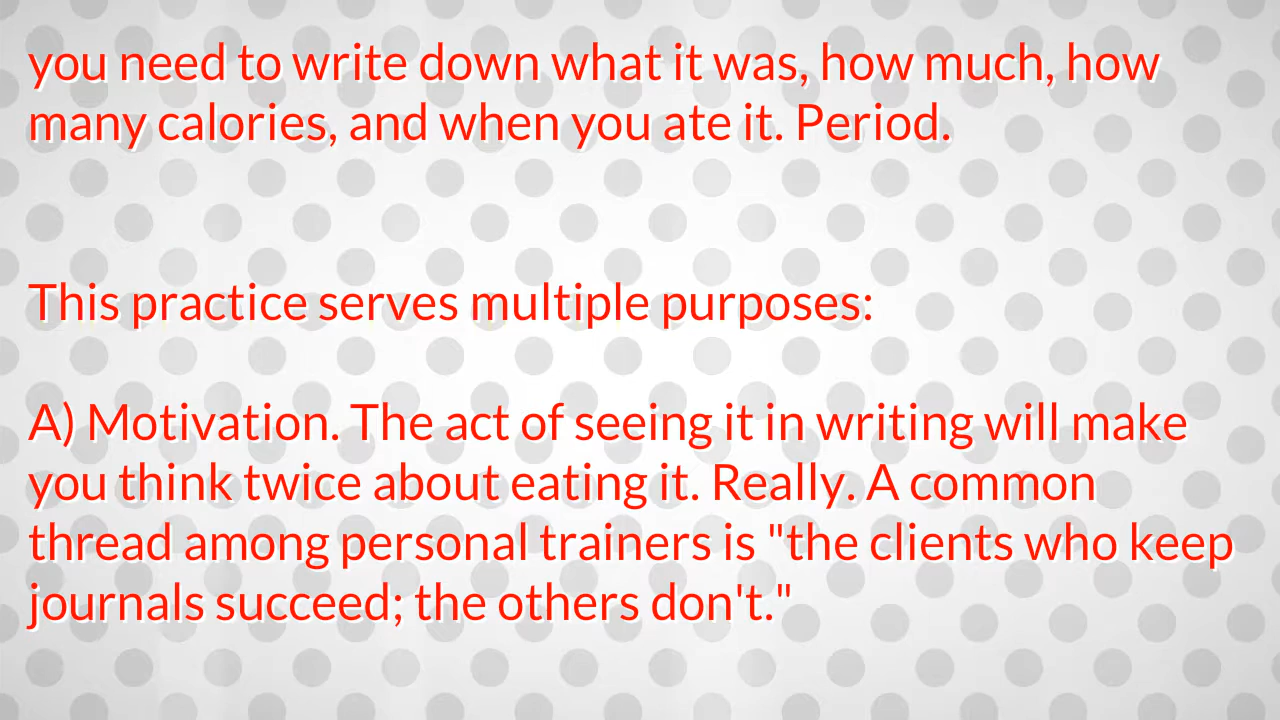 you need to write down what it was, how much, how
many calories, and when you ate it. Period.
This practice serves multiple purposes:
A) Motivation. The act of seeing it in writing will make
you think twice about eating it. Really. A common
thread among personal trainers is "the clients who keep
journals succeed; the others don't."